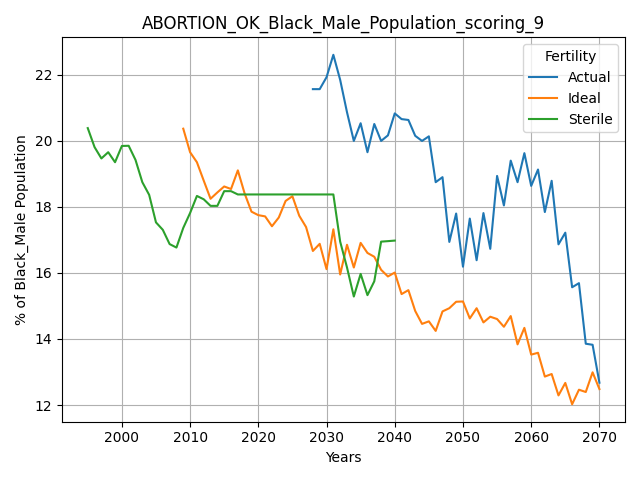 ABORTION_OK_Black_Male_Population_scoring_9
Fertility
Actual
Ideal
Sterile
% of Black_Male Population
22
20
18
16
14
12
2000 2010 2020 2030 2040 2050 2060 2070
Years